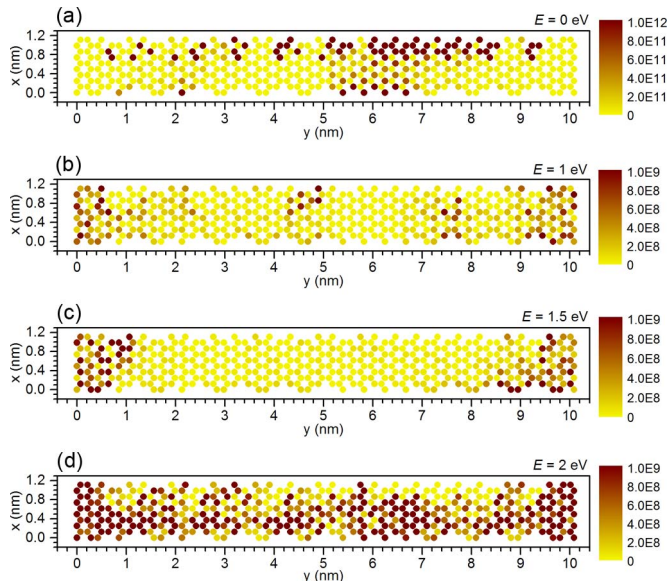 (a)
E = 0 eV
1.2
0.8
0.4
0.0
x (nm)
0 1 2 3 4 5 6 7 8 9 10
y (nm)
1.0E12
8.0E11
6.0E11
4.0E11
2.0E11
0
(b)
E = 1 eV
1.2
0.8
0.4
0.0
x (nm)
0 1 2 3 4 5 6 7 8 9 10
y (nm)
1.0E9
8.0E8
6.0E8
4.0E8
2.0E8
0
(c)
E = 1.5 eV
1.2
0.8
0.4
0.0
x (nm)
0 1 2 3 4 5 6 7 8 9 10
y (nm)
1.0E9
8.0E8
6.0E8
4.0E8
2.0E8
0
(d)
E = 2 eV
1.2
0.8
0.4
0.0
x (nm)
0 1 2 3 4 5 6 7 8 9 10
y (nm)
1.0E9
8.0E8
6.0E8
4.0E8
2.0E8
0